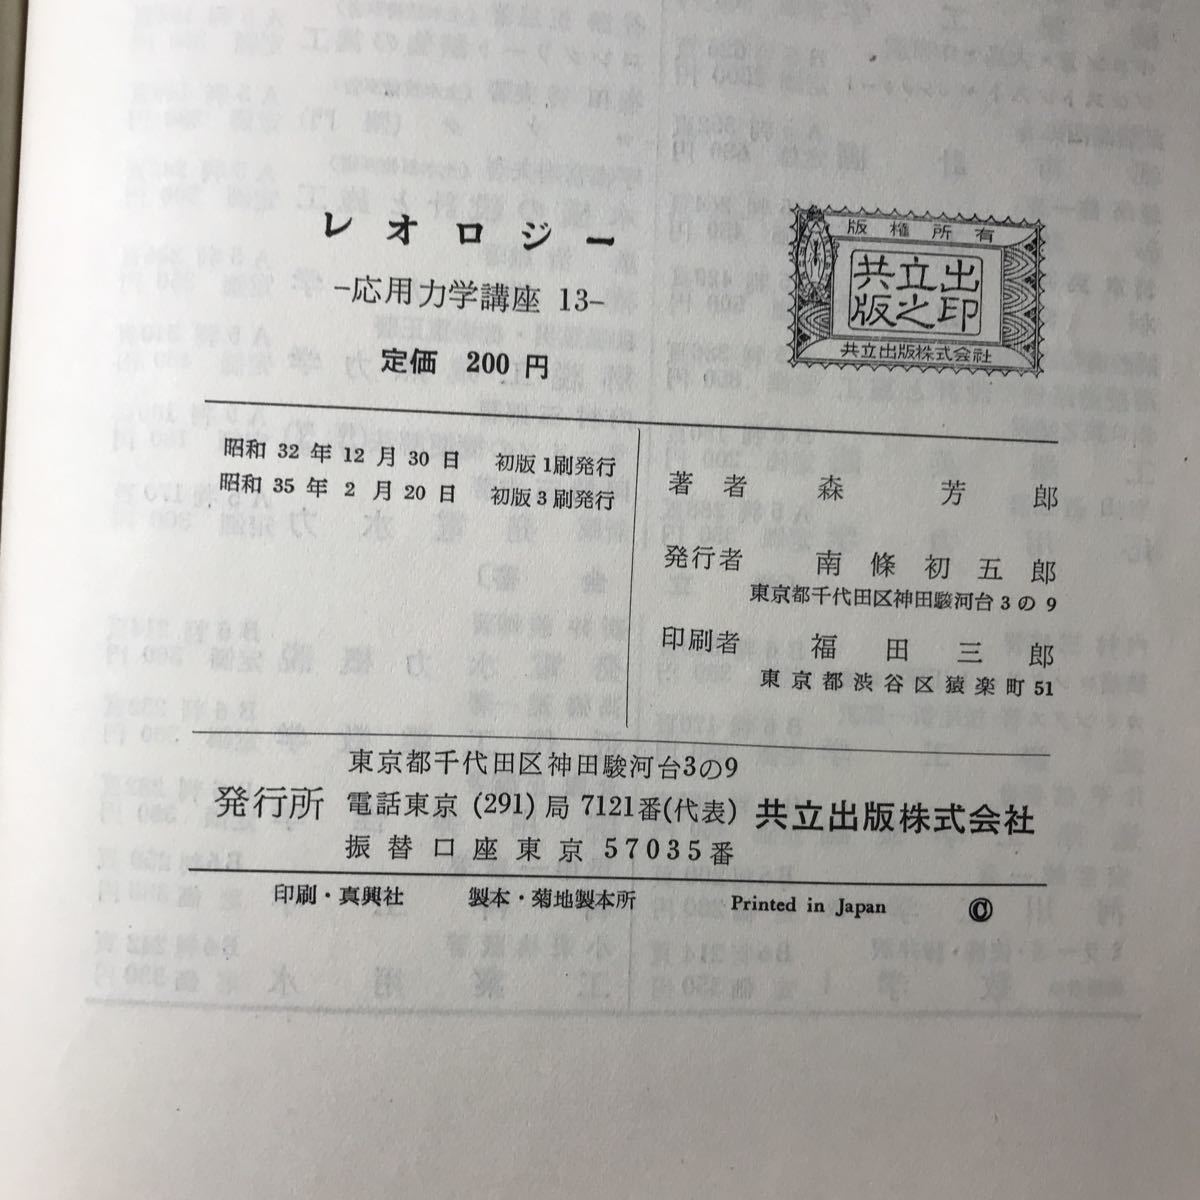 レオロジー
-応用力学講座 13-
定価 200 円
版権所有
共立出
版之印
共立出版株式会社
昭和 32 年 12 月 30 日 初版 1 刷発行
昭和 35 年 2 月 20 日 初版 3 刷発行
著者 森芳郎
発行者 南條初五郎
東京都千代田区神田駿河台 3 の 9
印刷者 福田三郎
東京都渋谷区猿楽町 51
発行所
東京都千代田区神田駿河台3の9
電話東京 (291) 局 7121番(代表)
振替口座東京 57035番
共立出版株式会社
印刷・真興社 製本・菊地製本所 Printed in Japan ©